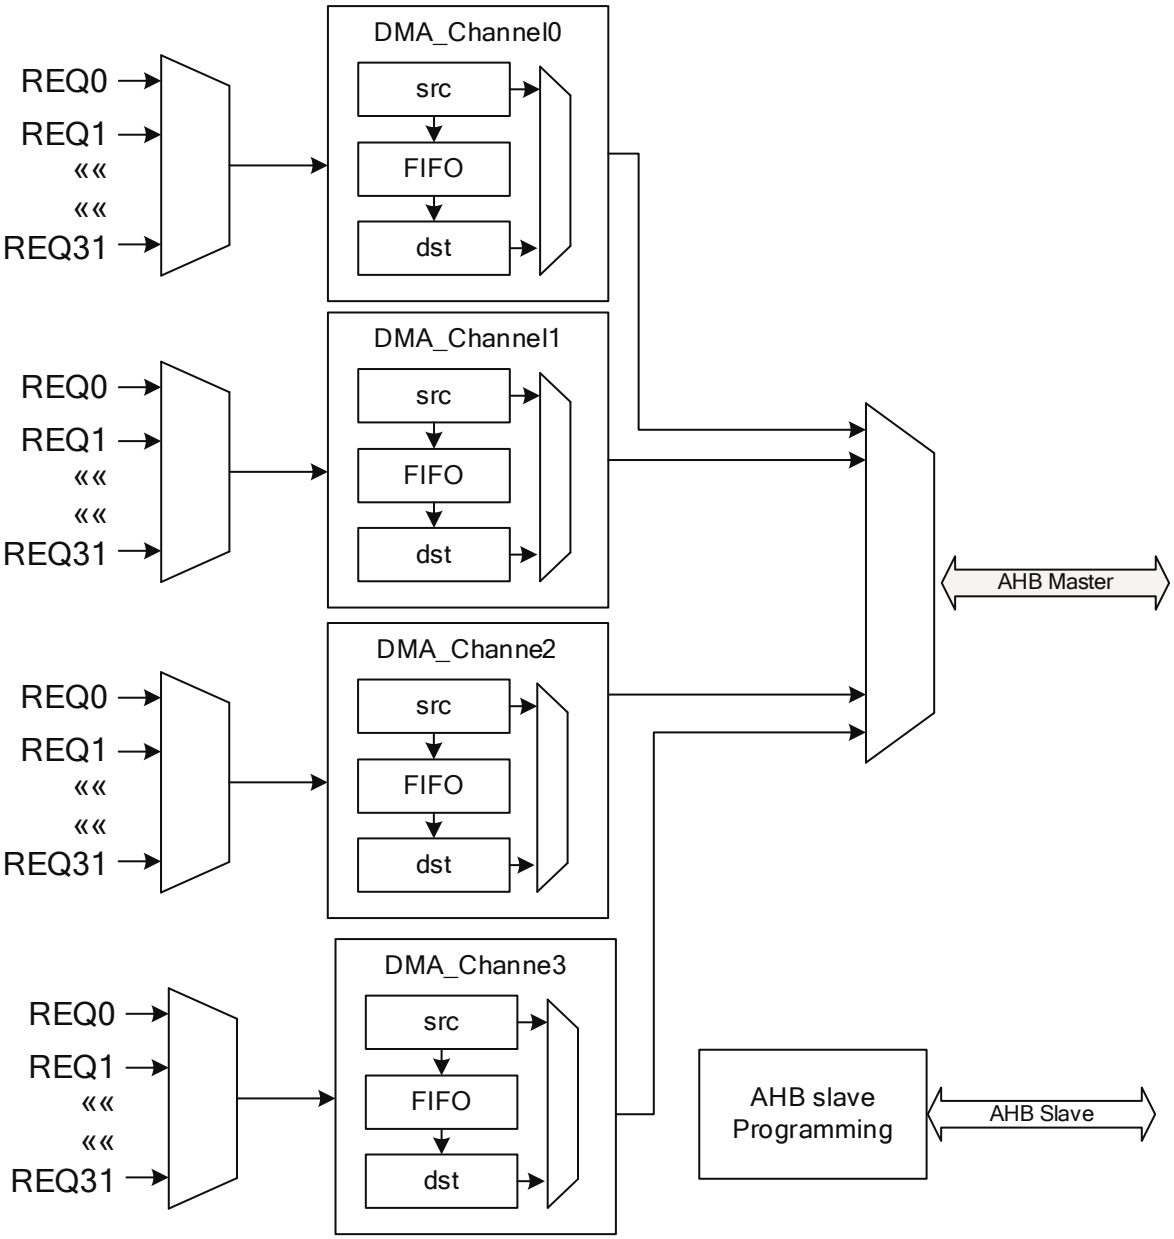 DMA_Channel0
REQ0
src
REQ1
««
FIFO
««
REQ31
dst
DMA_Channel1
REQ0
src
REQ1
««
FIFO
««
REQ31
dst
AHB Master
DMA_Channe2
REQ0
src
REQ1
««
FIFO
««
REQ31
dst
DMA_Channe3
REQ0
src
REQ1
««
FIFO
««
REQ31
dst
AHB slave
Programming
AHB Slave